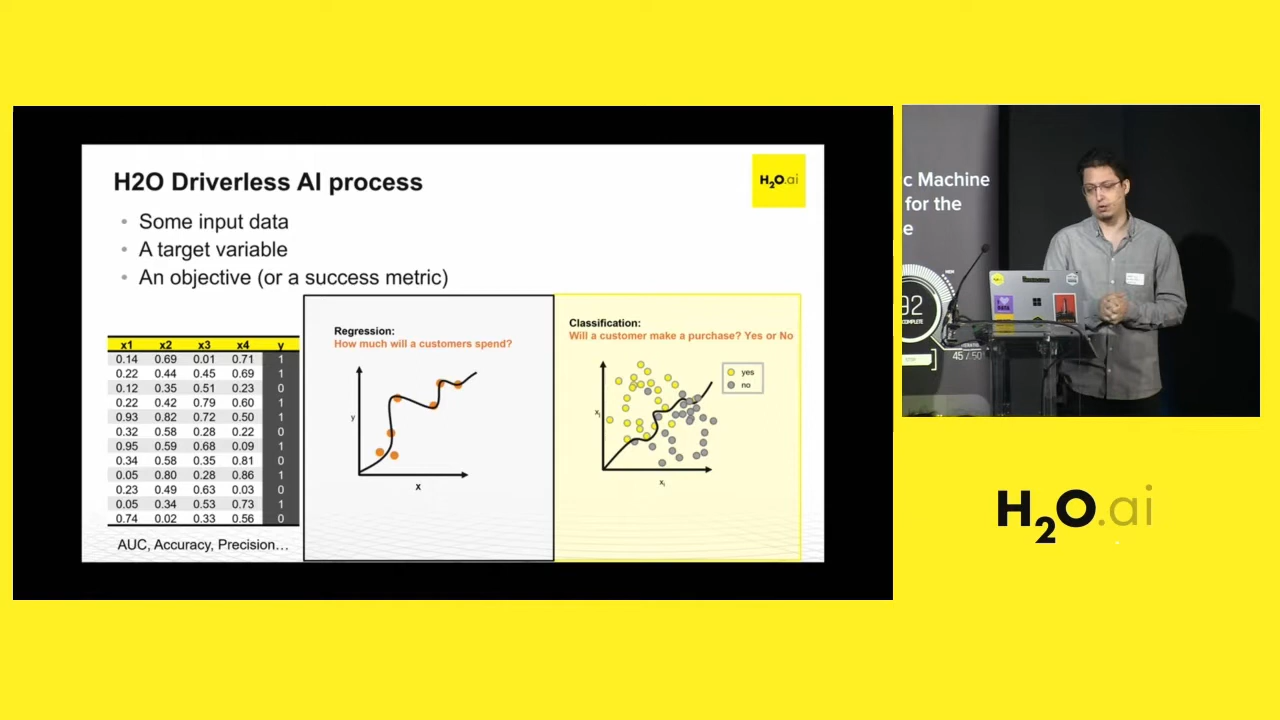 H2O Driverless AI process
H2O.ai
• Some input data
• A target variable
• An objective (or a success metric)
x1 x2 x3 x4 y
0.14 0.69 0.01 0.71 1
0.22 0.44 0.45 0.69 1
0.12 0.35 0.51 0.23 0
0.22 0.42 0.79 0.60 1
0.93 0.82 0.72 0.50 1
0.32 0.58 0.28 0.22 0
0.95 0.59 0.68 0.09 1
0.34 0.58 0.35 0.81 0
0.05 0.80 0.28 0.86 1
0.23 0.49 0.63 0.03 0
0.05 0.34 0.53 0.73 1
0.74 0.02 0.33 0.56 0
AUC, Accuracy, Precision…
Regression:
How much will a customers spend?
y
x
Classification:
Will a customer make a purchase? Yes or No
yes
no
xj
xi
c Machine
for the
e
92
COMPLETE
45 / 50
H2O.ai